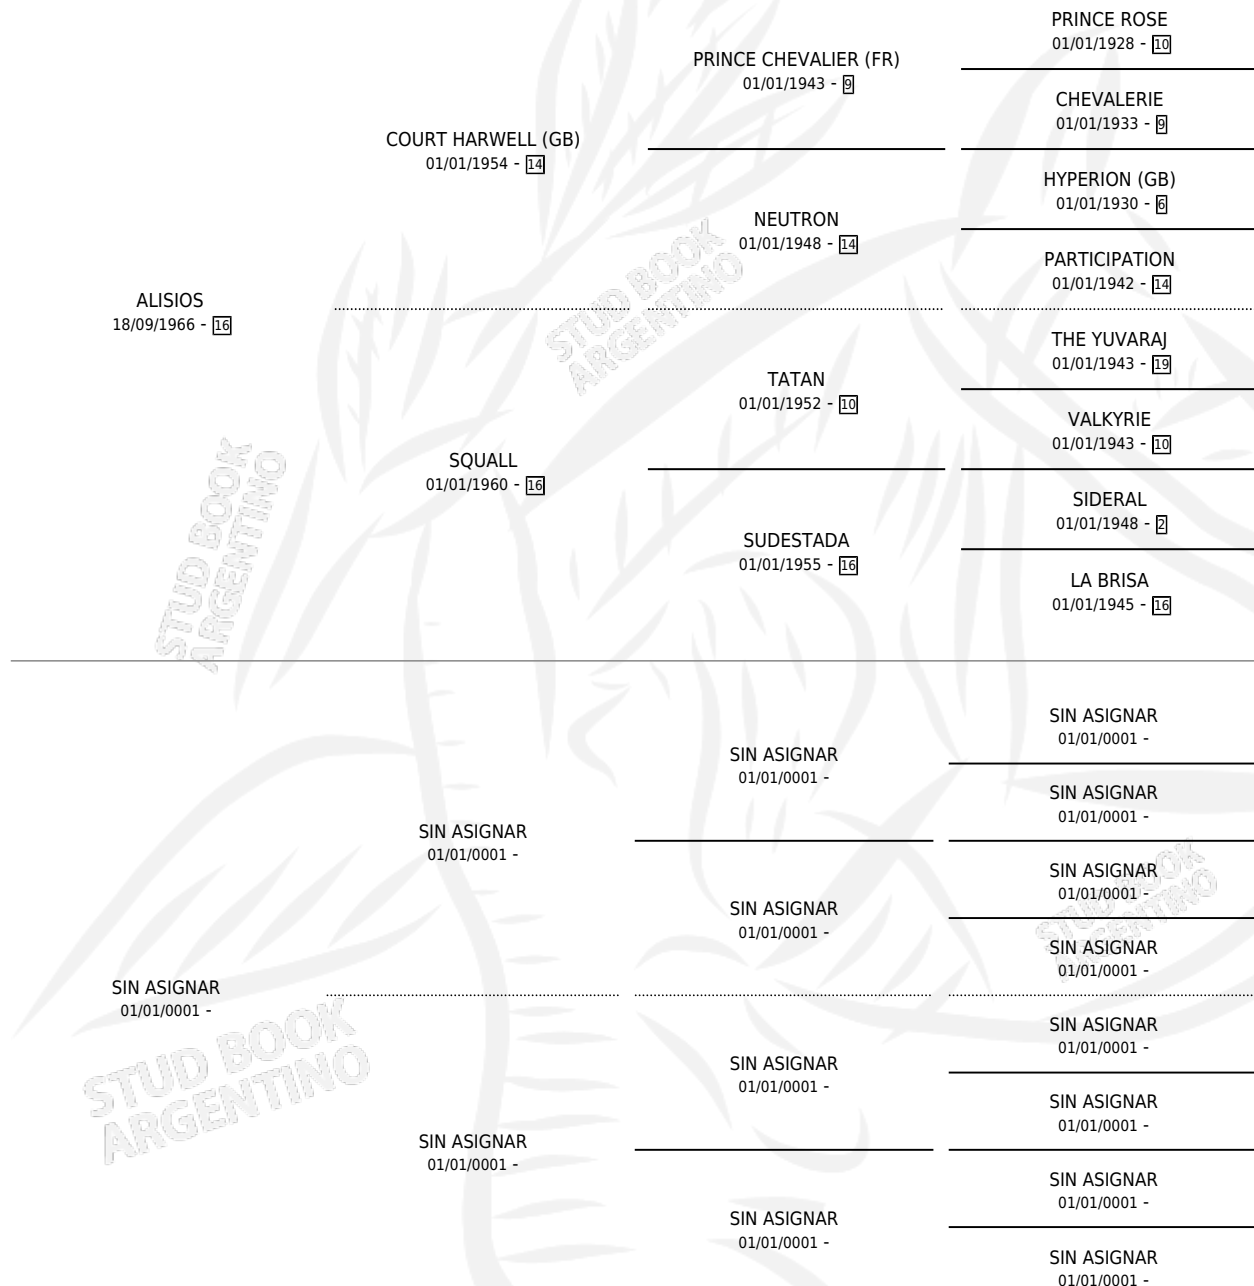 PRINCE ROSE
01/01/1928 - 10
PRINCE CHEVALIER (FR)
01/01/1943 - 9
CHEVALERIE
01/01/1933 - 9
COURT HARWELL (GB)
01/01/1954 - 14
HYPERION (GB)
01/01/1930 - 6
NEUTRON
01/01/1948 - 14
PARTICIPATION
01/01/1942 - 14
ALISIOS
18/09/1966 - 16
THE YUVARAJ
01/01/1943 - 19
TATAN
01/01/1952 - 10
VALKYRIE
01/01/1943 - 10
SQUALL
01/01/1960 - 16
SIDERAL
01/01/1948 - 2
SUDESTADA
01/01/1955 - 16
LA BRISA
01/01/1945 - 16
STUD BOOK
ARGENTINO
STUD BOOK
ARGENTINO
SIN ASIGNAR
01/01/0001 -
SIN ASIGNAR
01/01/0001 -
SIN ASIGNAR
01/01/0001 -
SIN ASIGNAR
01/01/0001 -
SIN ASIGNAR
01/01/0001 -
SIN ASIGNAR
01/01/0001 -
SIN ASIGNAR
01/01/0001 -
SIN ASIGNAR
01/01/0001 -
SIN ASIGNAR
01/01/0001 -
SIN ASIGNAR
01/01/0001 -
SIN ASIGNAR
01/01/0001 -
SIN ASIGNAR
01/01/0001 -
SIN ASIGNAR
01/01/0001 -
SIN ASIGNAR
01/01/0001 -
SIN ASIGNAR
01/01/0001 -
STUD BOOK
ARGENTINO
STUD BOOK
ARGENTINO